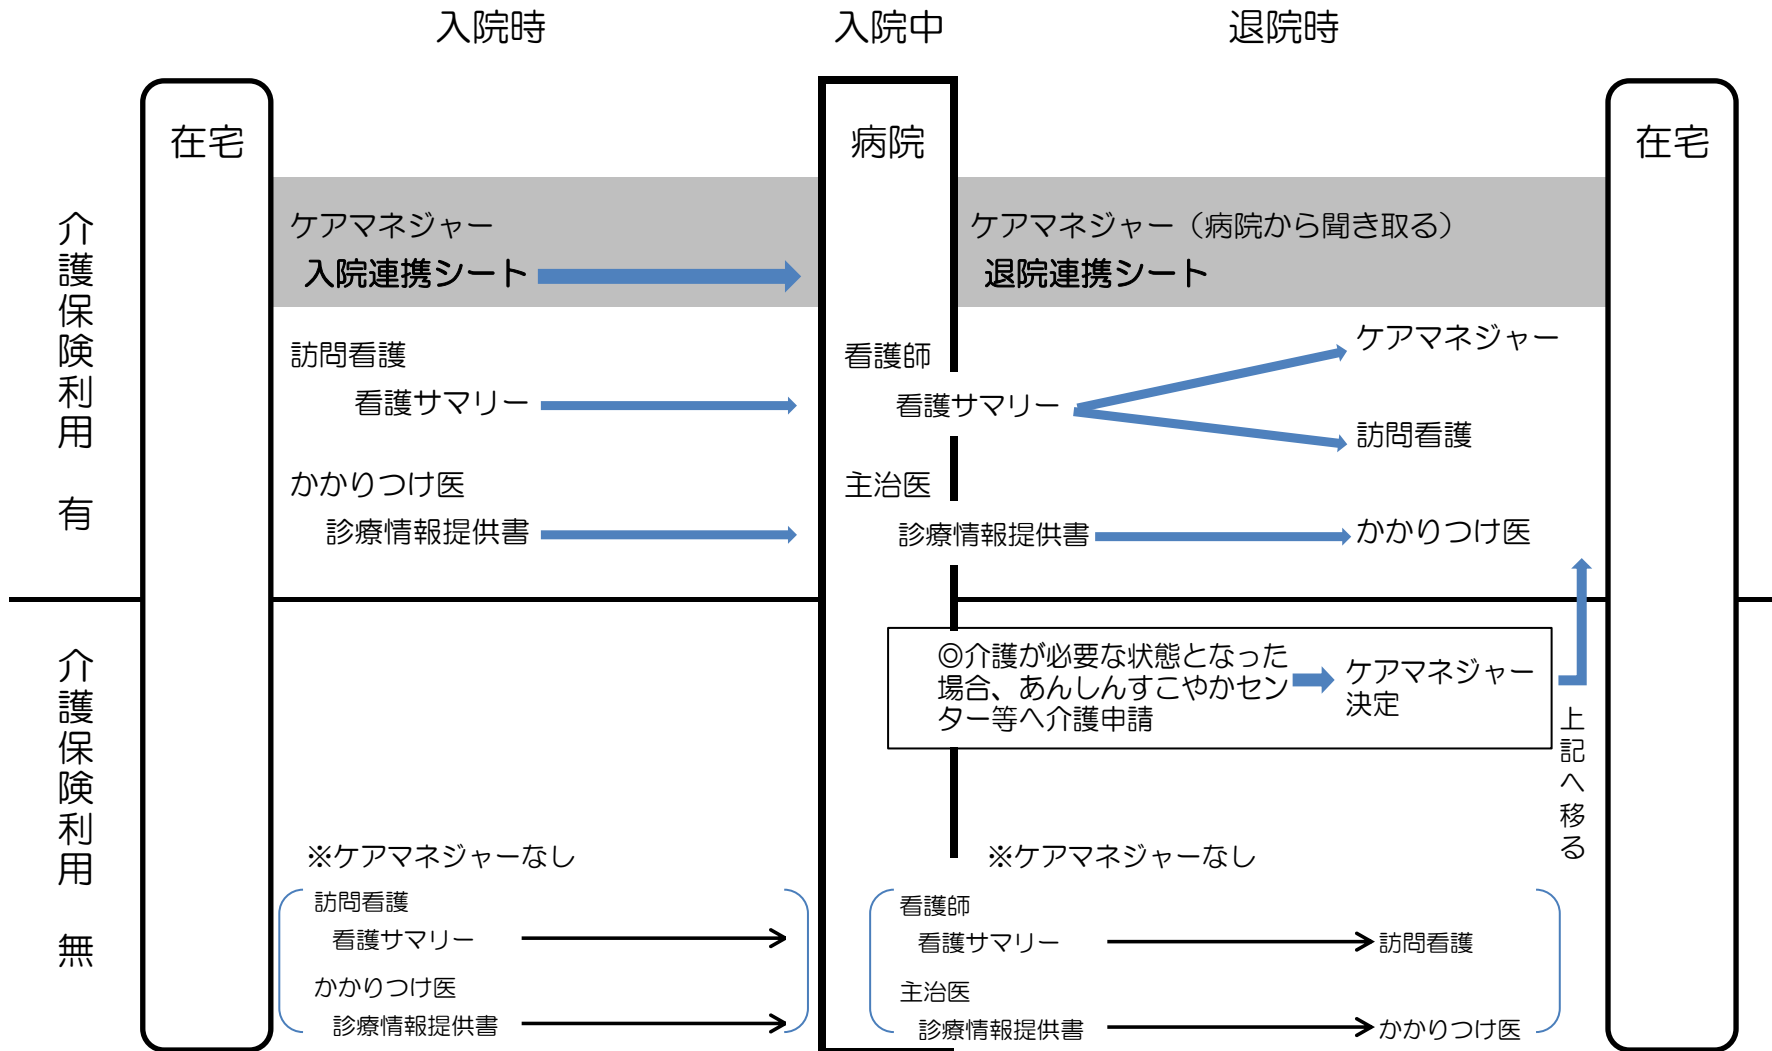 入院時
入院中
退院時
在宅
病院
在宅
介護保険利用 有
ケアマネジャー
入院連携シート
ケアマネジャー（病院から聞き取る）
退院連携シート
訪問看護
看護サマリー
看護師
看護サマリー
ケアマネジャー
訪問看護
かかりつけ医
診療情報提供書
主治医
診療情報提供書
かかりつけ医
介護保険利用 無
◎介護が必要な状態となった
場合、あんしんすこやかセン
ター等へ介護申請
ケアマネジャー
決定
上記へ移る
※ケアマネジャーなし
訪問看護
看護サマリー
かかりつけ医
診療情報提供書
※ケアマネジャーなし
看護師
看護サマリー
訪問看護
主治医
診療情報提供書
かかりつけ医